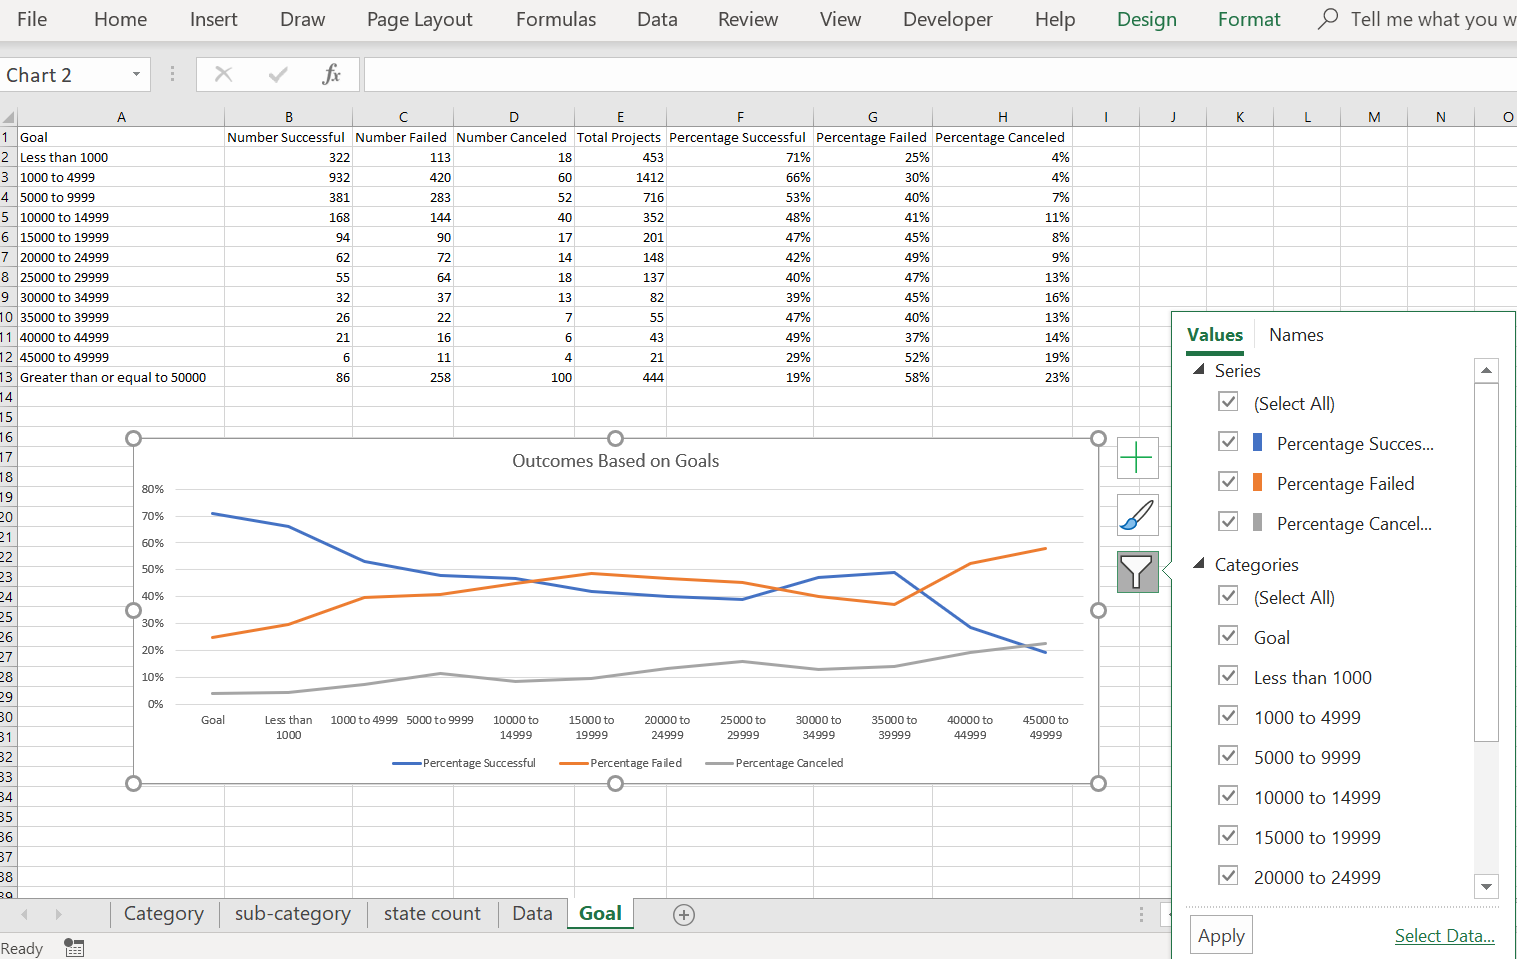 File Home Insert Draw Page Layout Formulas Data Review View Developer Help Design Format Tell me what you w
Chart 2 fx
A B C D E F G H I J K L M N O
1 Goal Number Successful Number Failed Number Canceled Total Projects Percentage Successful Percentage Failed Percentage Canceled
2 Less than 1000 322 113 18 453 71% 25% 4%
3 1000 to 4999 932 420 60 1412 66% 30% 4%
4 5000 to 9999 381 283 52 716 53% 40% 7%
5 10000 to 14999 168 144 40 352 48% 41% 11%
6 15000 to 19999 94 90 17 201 47% 45% 8%
7 20000 to 24999 62 72 14 148 42% 49% 9%
8 25000 to 29999 55 64 18 137 40% 47% 13%
9 30000 to 34999 32 37 13 82 39% 45% 16%
10 35000 to 39999 26 22 7 55 47% 40% 13%
11 40000 to 44999 21 16 6 43 49% 37% 14%
12 45000 to 49999 6 11 4 21 29% 52% 19%
13 Greater than or equal to 50000 86 258 100 444 19% 58% 23%
14
15
16
17
18
19
20
21
22
23
24
25
26
27
28
29
30
31
32
33
34
35
36
37
38
39
Outcomes Based on Goals
80%
70%
60%
50%
40%
30%
20%
10%
0%
Goal Less than 1000 to 4999 5000 to 9999 10000 to 15000 to 20000 to 25000 to 30000 to 35000 to 40000 to 45000 to
1000 14999 19999 24999 29999 34999 39999 44999 49999
Percentage Successful Percentage Failed Percentage Canceled
Values Names
Series
(Select All)
Percentage Succes...
Percentage Failed
Percentage Cancel...
Categories
(Select All)
Goal
Less than 1000
1000 to 4999
5000 to 9999
10000 to 14999
15000 to 19999
20000 to 24999
Apply Select Data...
Category sub-category state count Data Goal
Ready